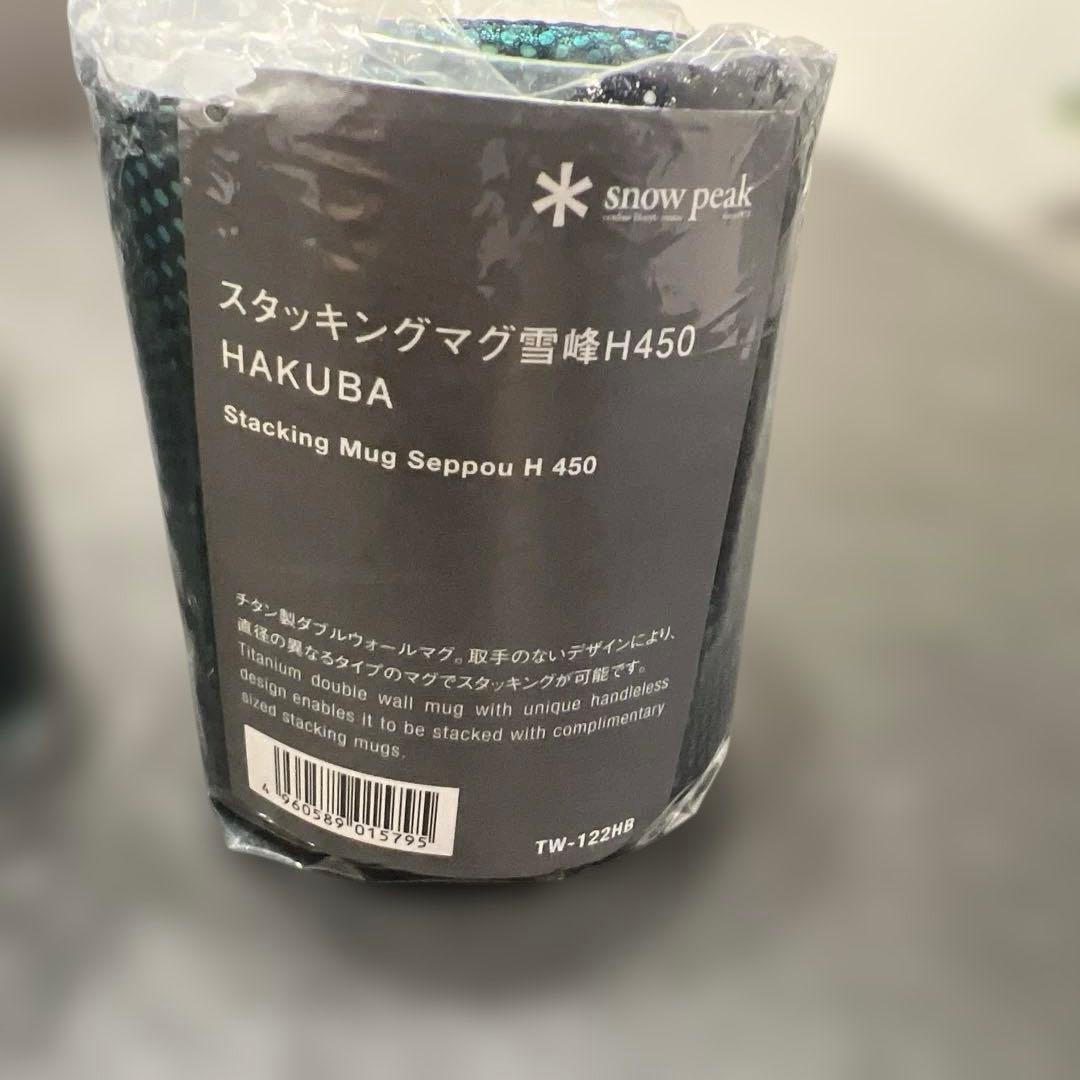 snow peak
スタッキングマグ雪峰H450
HAKUBA
Stacking Mug Seppou H 450
チタン製ダブルウォールマグ。取手のないデザインにより、
直径の異なるタイプのマグでスタッキングが可能です。
Titanium double wall mug with unique handleless
design enables it to be stacked with complimentary
sized stacking mugs.
4 960589 015795
TW-122HB